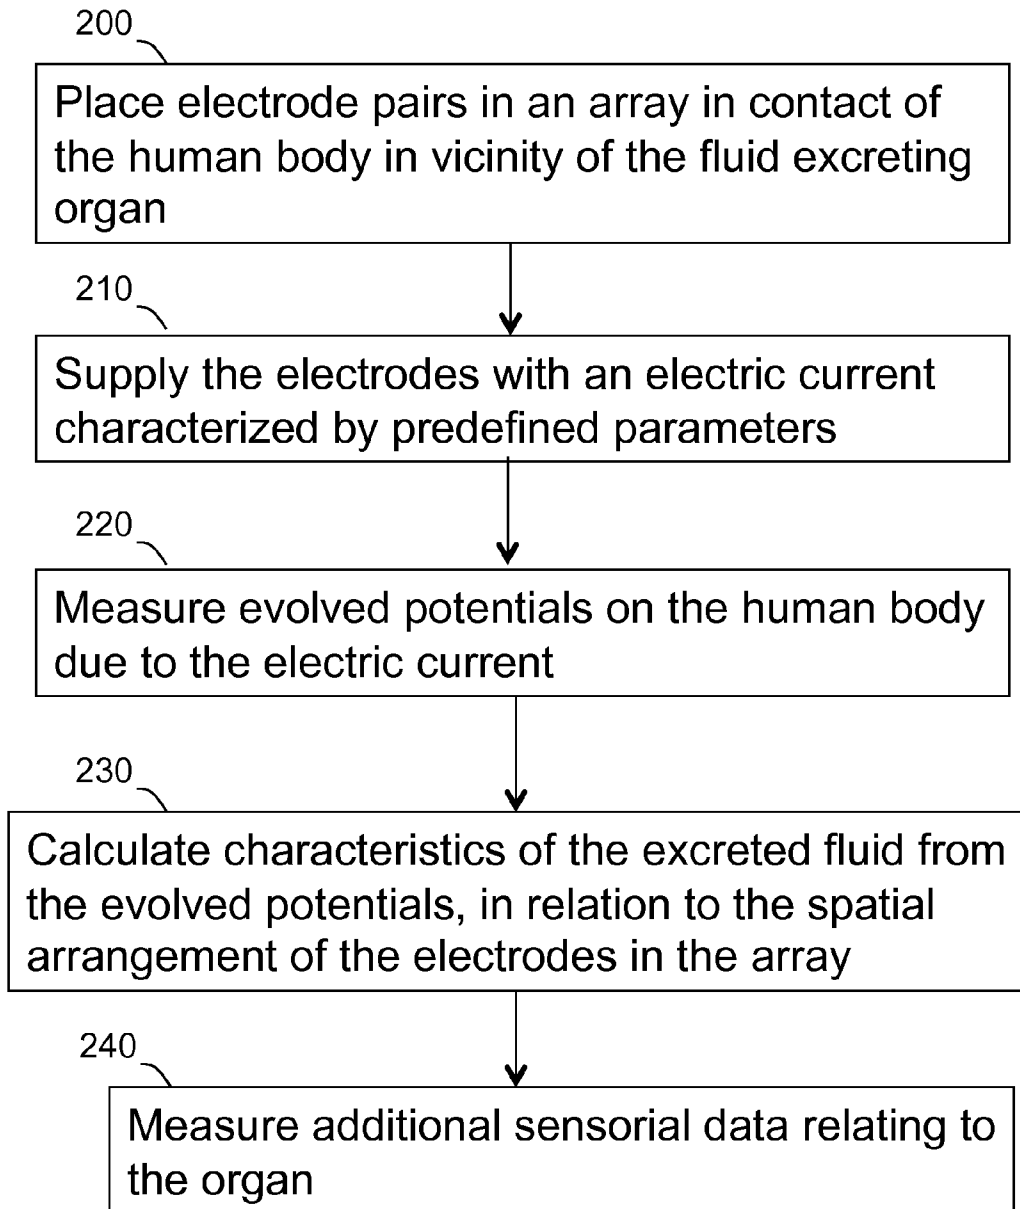 200
Place electrode pairs in an array in contact of
the human body in vicinity of the fluid excreting
organ
210
Supply the electrodes with an electric current
characterized by predefined parameters
220
Measure evolved potentials on the human body
due to the electric current
230
Calculate characteristics of the excreted fluid from
the evolved potentials, in relation to the spatial
arrangement of the electrodes in the array
240
Measure additional sensorial data relating to
the organ